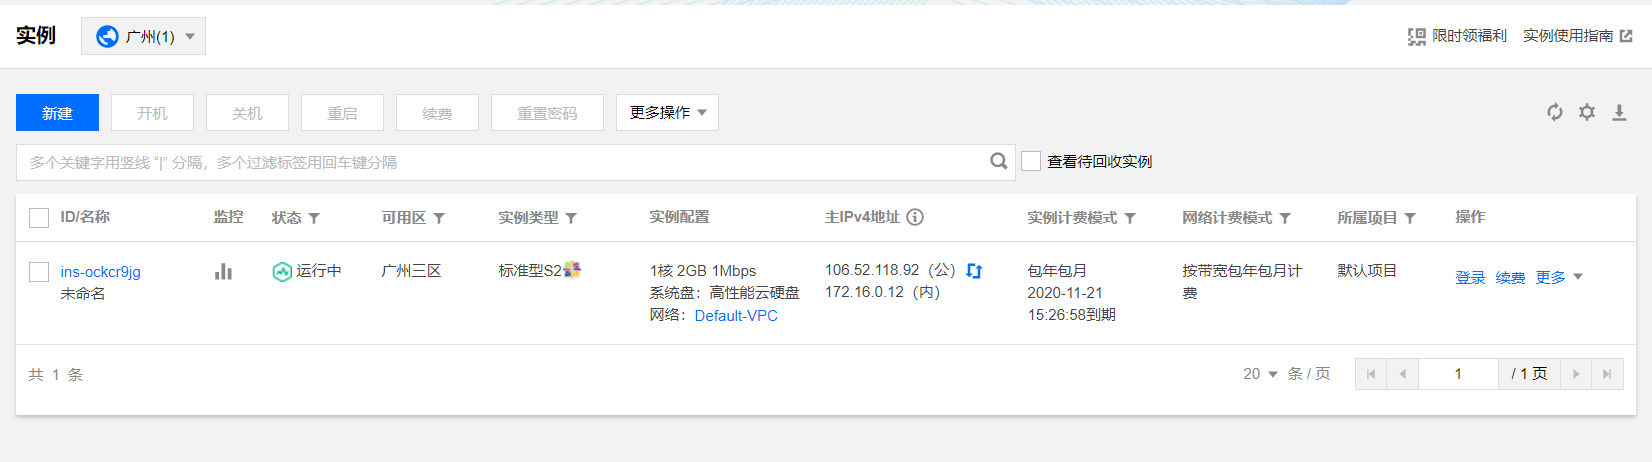 实例 广州(1) 限时领福利 实例使用指南
新建 开机 关机 重启 续费 重置密码 更多操作
多个关键字用竖线 “|” 分隔，多个过滤标签用回车键分隔 查看待回收实例
ID/名称 监控 状态 可用区 实例类型 实例配置 主IPv4地址 实例计费模式 网络计费模式 所属项目 操作
ins-ockcr9jg 运行中 广州三区 标准型S2 1核 2GB 1Mbps 106.52.118.92（公） 包年包月 按带宽包年包月计 默认项目 登录 续费 更多
未命名 系统盘：高性能云硬盘 172.16.0.12（内） 2020-11-21 费
网络：Default-VPC 15:26:58到期
共 1 条 20 条 / 页 1 / 1 页